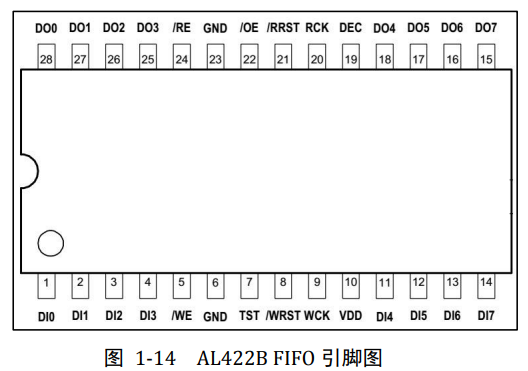 DO0 DO1 DO2 DO3 /RE GND /OE /RRST RCK DEC DO4 DO5 DO6 DO7
28 27 26 25 24 23 22 21 20 19 18 17 16 15
1 2 3 4 5 6 7 8 9 10 11 12 13 14
DI0 DI1 DI2 DI3 /WE GND TST /WRST WCK VDD DI4 DI5 DI6 DI7
图 1-14 AL422B FIFO 引脚图